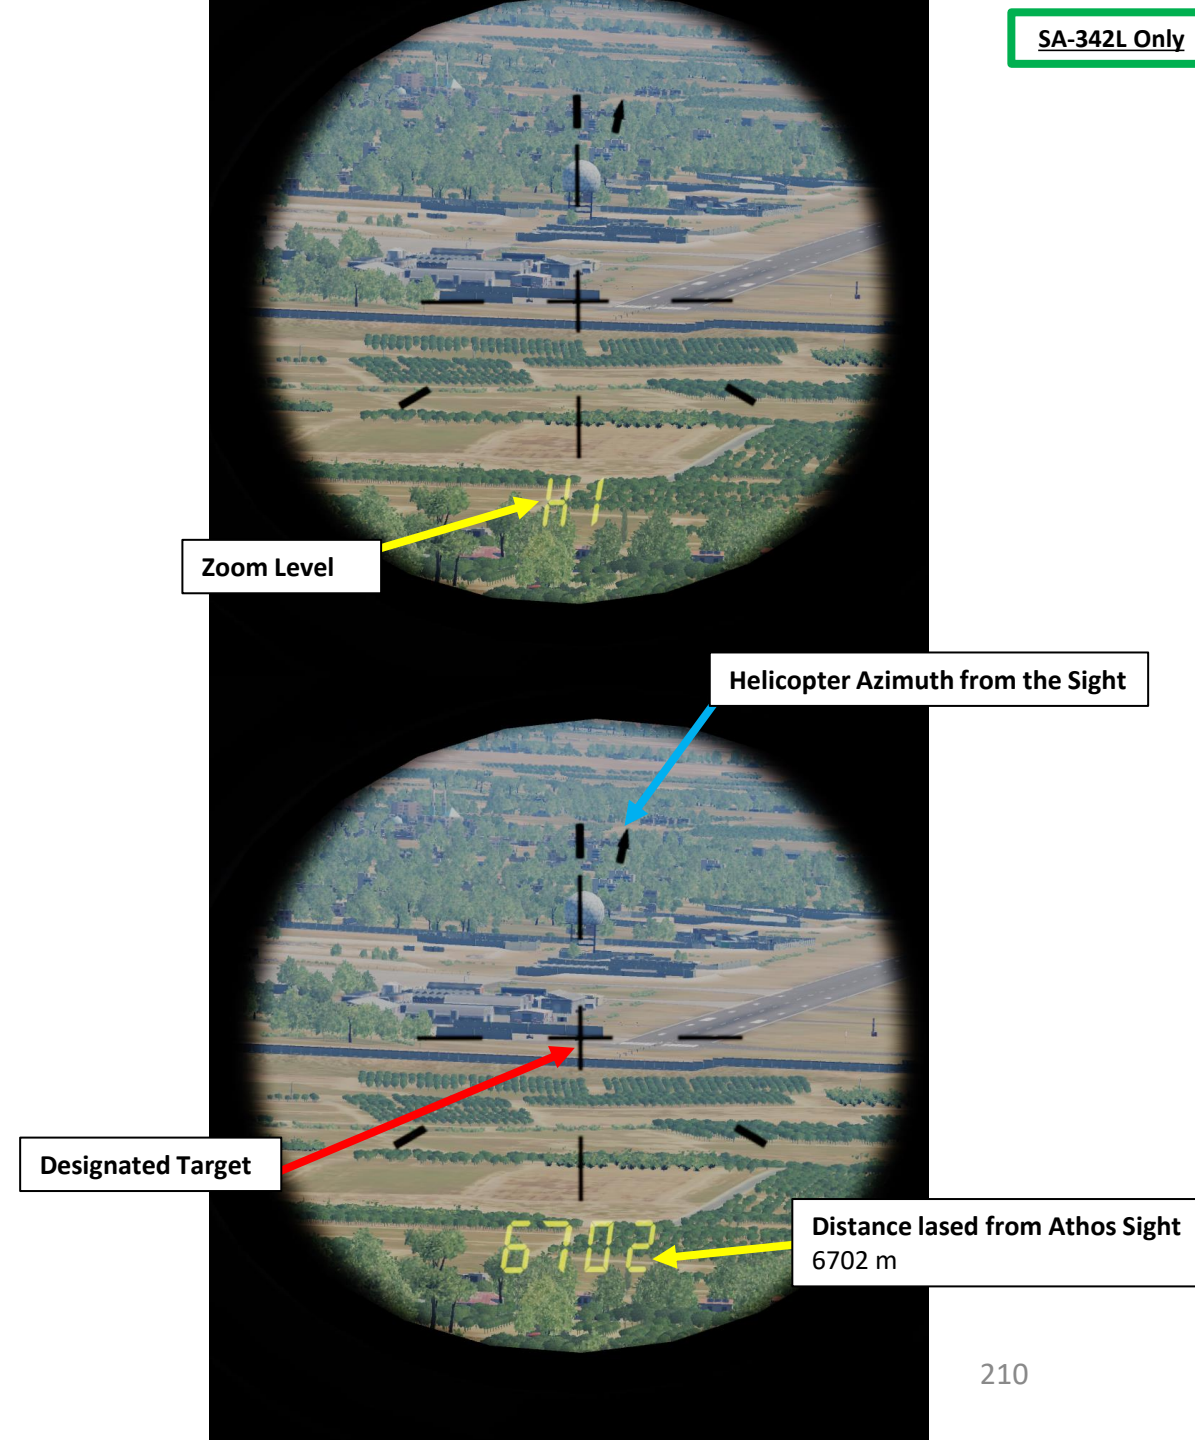 SA-342L Only
HI
Zoom Level
Helicopter Azimuth from the Sight
Designated Target
6702
Distance lased from Athos Sight
6702 m
210